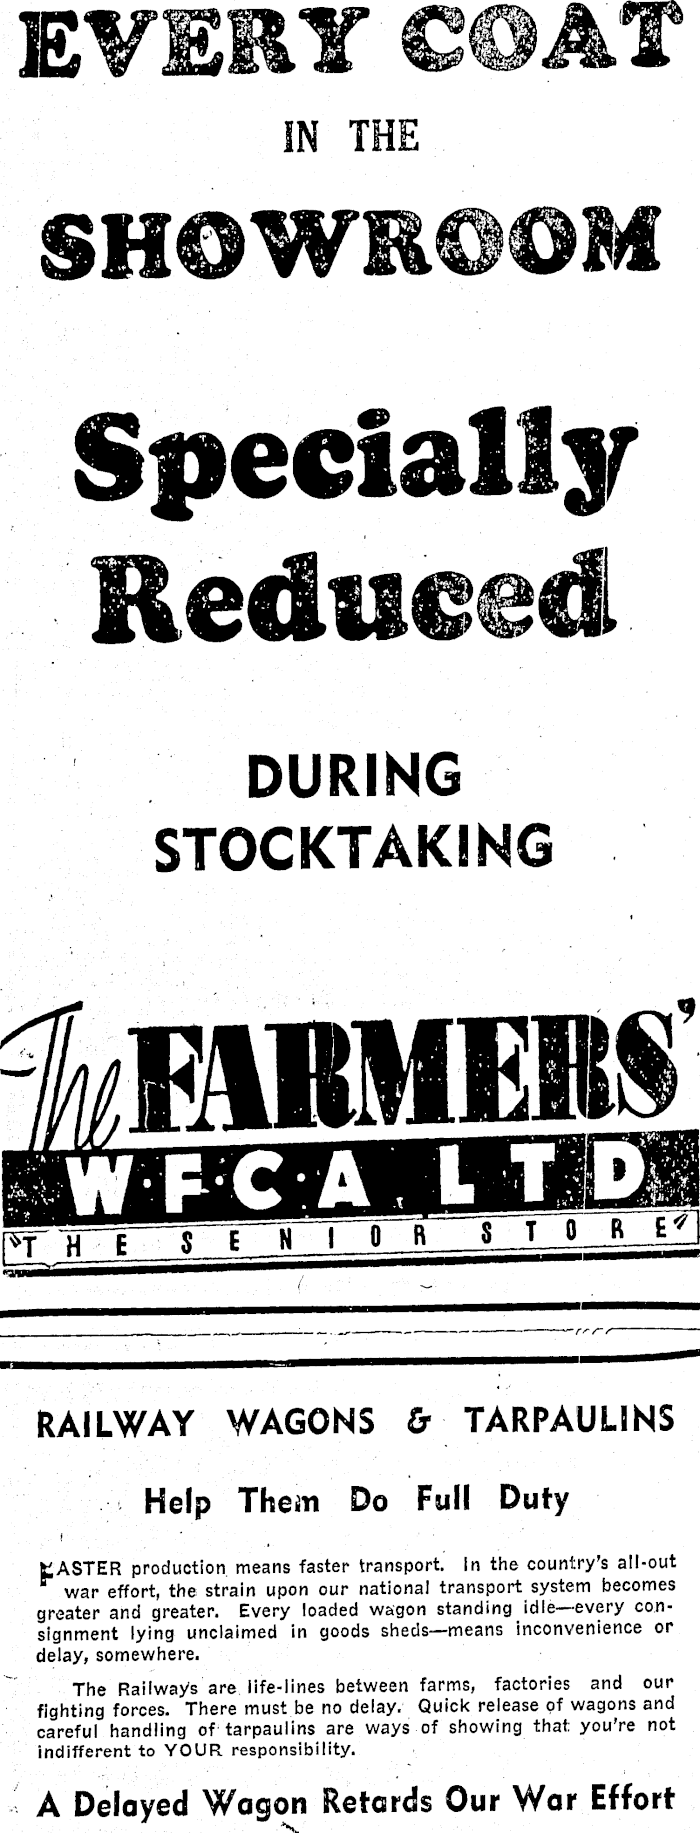 EVERY COAT
IN THE
SHOWROOM
Specially
Reduced
DURING
STOCKTAKING
The FARMERS'
W·F·C·A LTD
"THE SENIOR STORE"
RAILWAY WAGONS & TARPAULINS
Help Them Do Full Duty
FASTER production means faster transport. In the country's all-out
war effort, the strain upon our national transport system becomes
greater and greater. Every loaded wagon standing idle—every con-
signment lying unclaimed in goods sheds—means inconvenience or
delay, somewhere.
The Railways are life-lines between farms, factories and our
fighting forces. There must be no delay. Quick release of wagons and
careful handling of tarpaulins are ways of showing that you're not
indifferent to YOUR responsibility.
A Delayed Wagon Retards Our War Effort